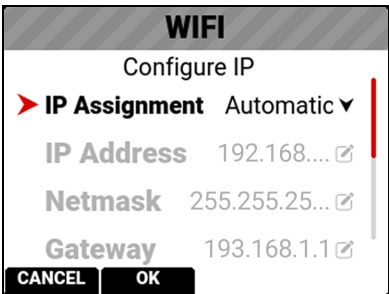 WIFI
Configure IP
IP Assignment Automatic
IP Address 192.168....
Netmask 255.255.25...
Gateway 193.168.1.1
CANCEL OK